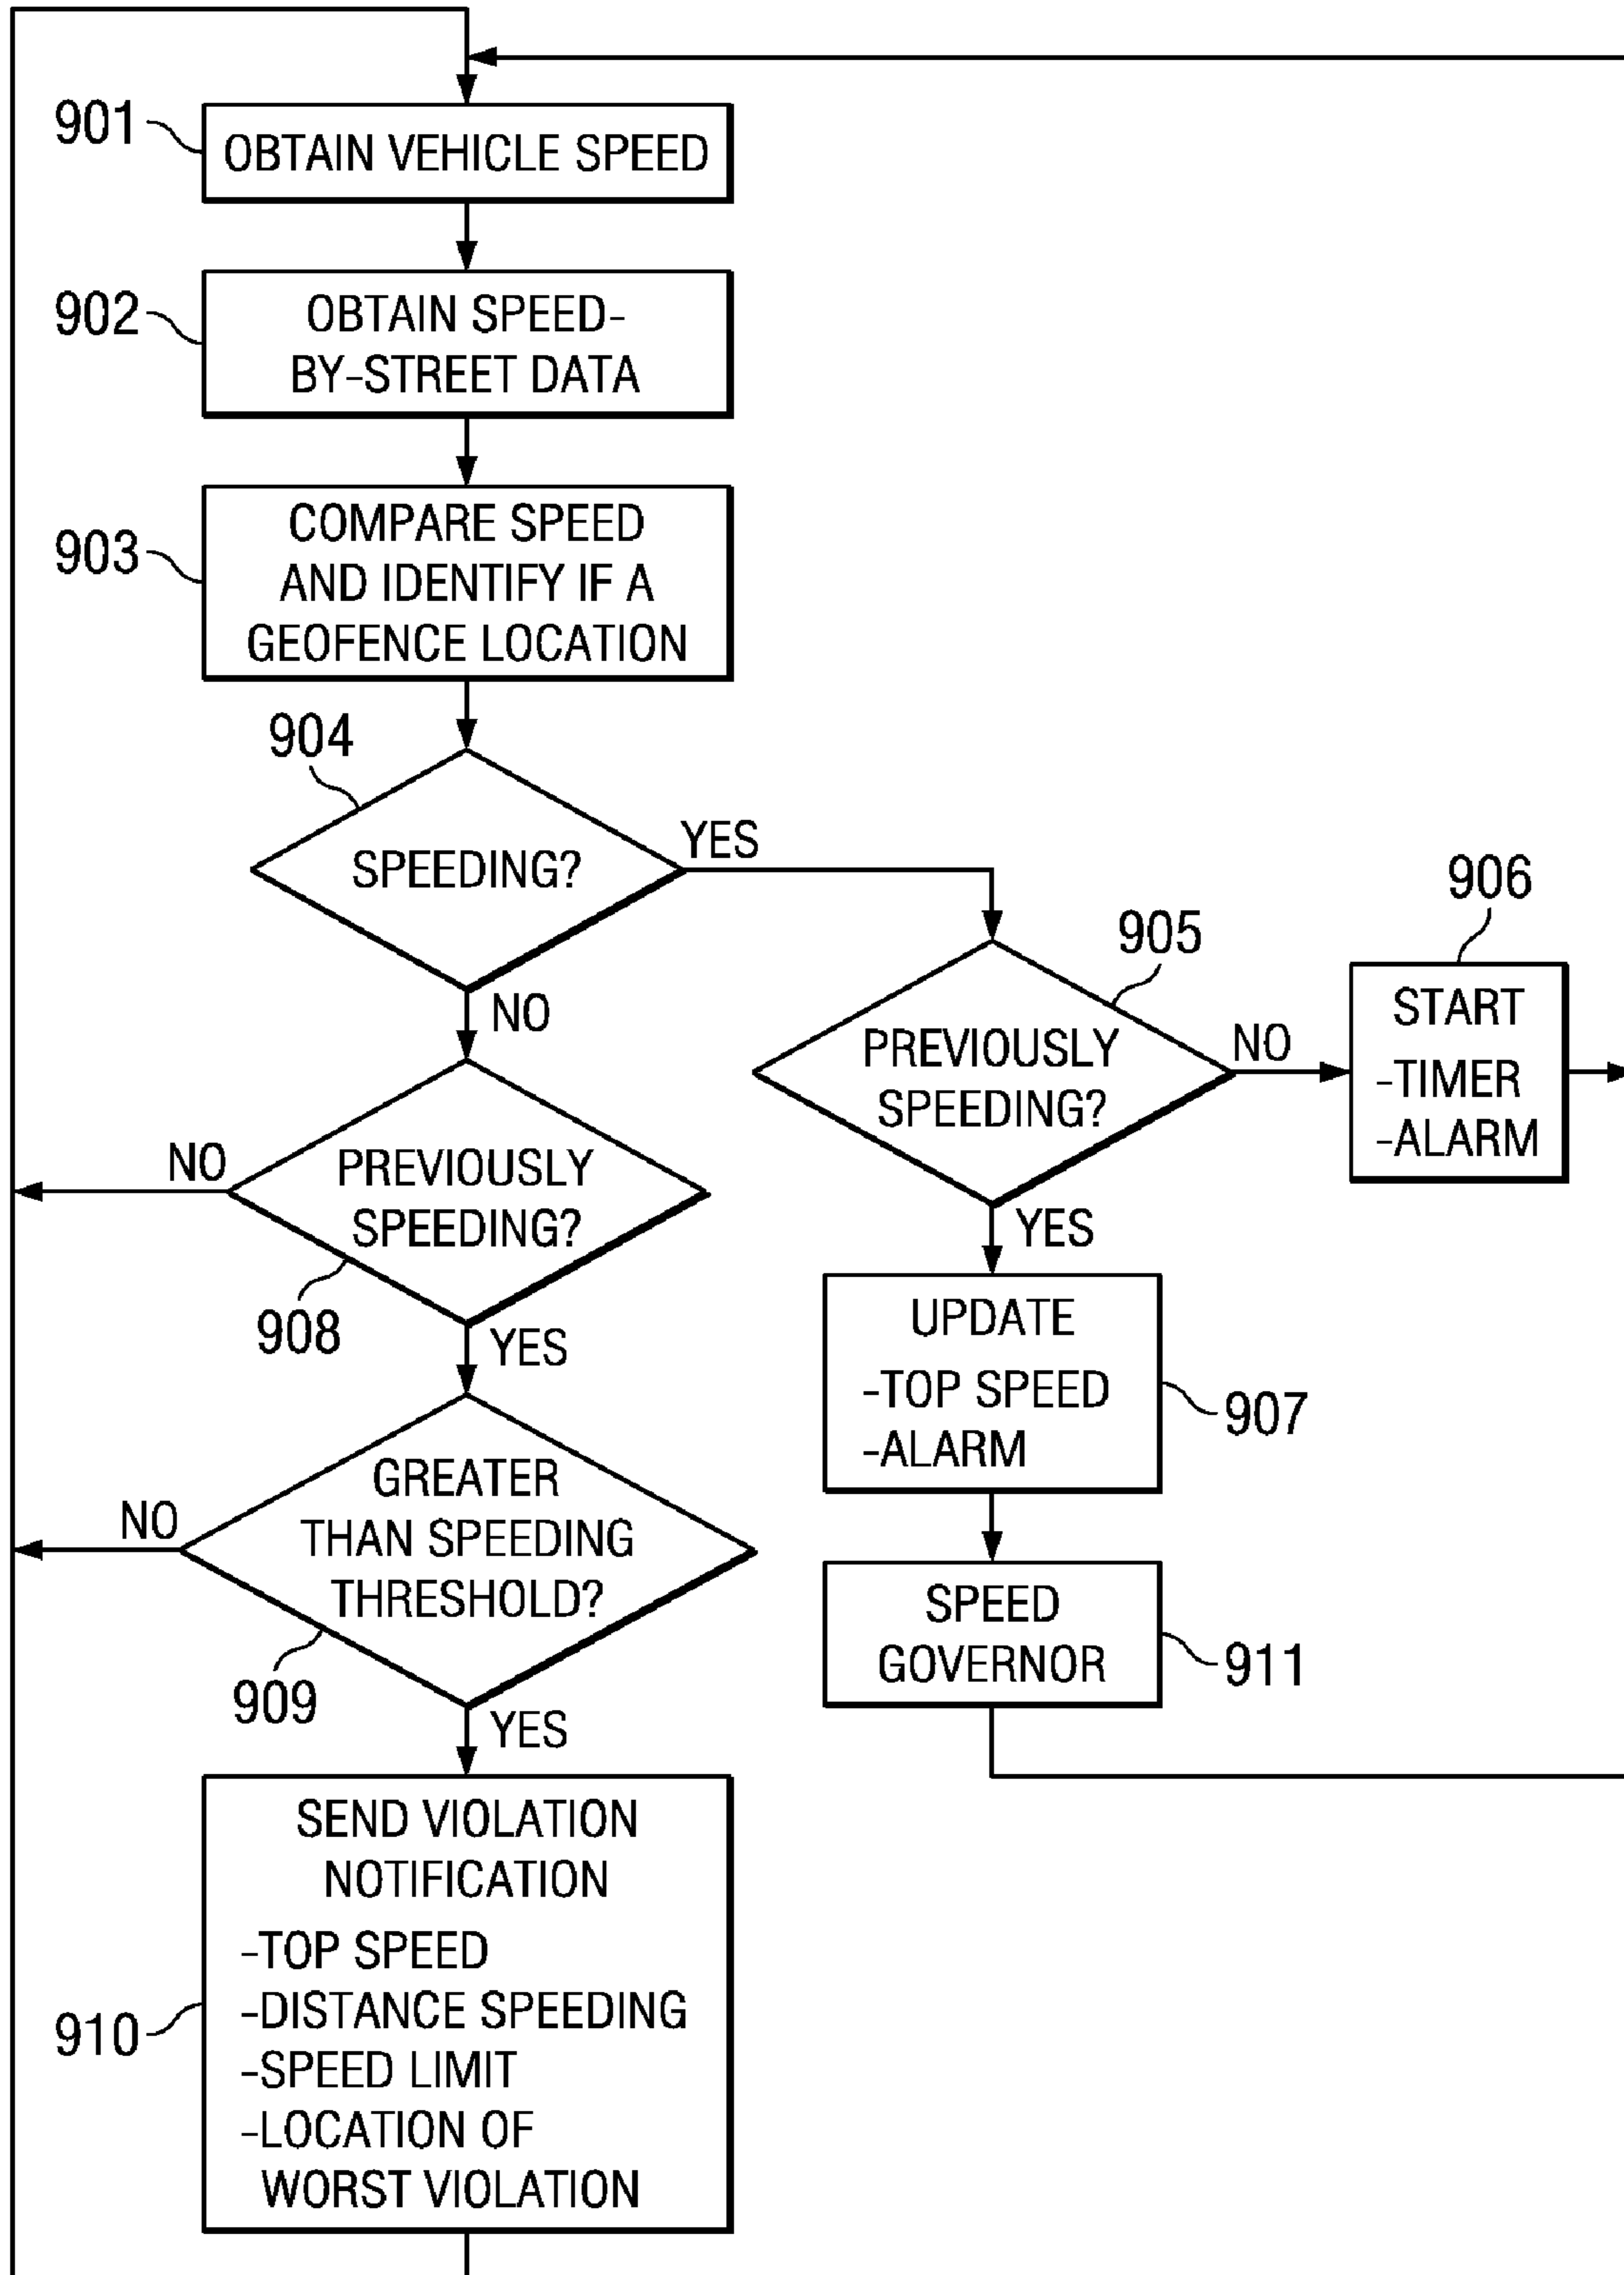 901
OBTAIN VEHICLE SPEED
902
OBTAIN SPEED-
BY-STREET DATA
903
COMPARE SPEED
AND IDENTIFY IF A
GEOFENCE LOCATION
904
SPEEDING?
YES
NO
905
PREVIOUSLY
SPEEDING?
NO
906
START
-TIMER
-ALARM
YES
UPDATE
-TOP SPEED
-ALARM
907
SPEED
GOVERNOR
911
NO
PREVIOUSLY
SPEEDING?
908
YES
NO
GREATER
THAN SPEEDING
THRESHOLD?
909
YES
910
SEND VIOLATION
NOTIFICATION
-TOP SPEED
-DISTANCE SPEEDING
-SPEED LIMIT
-LOCATION OF
WORST VIOLATION